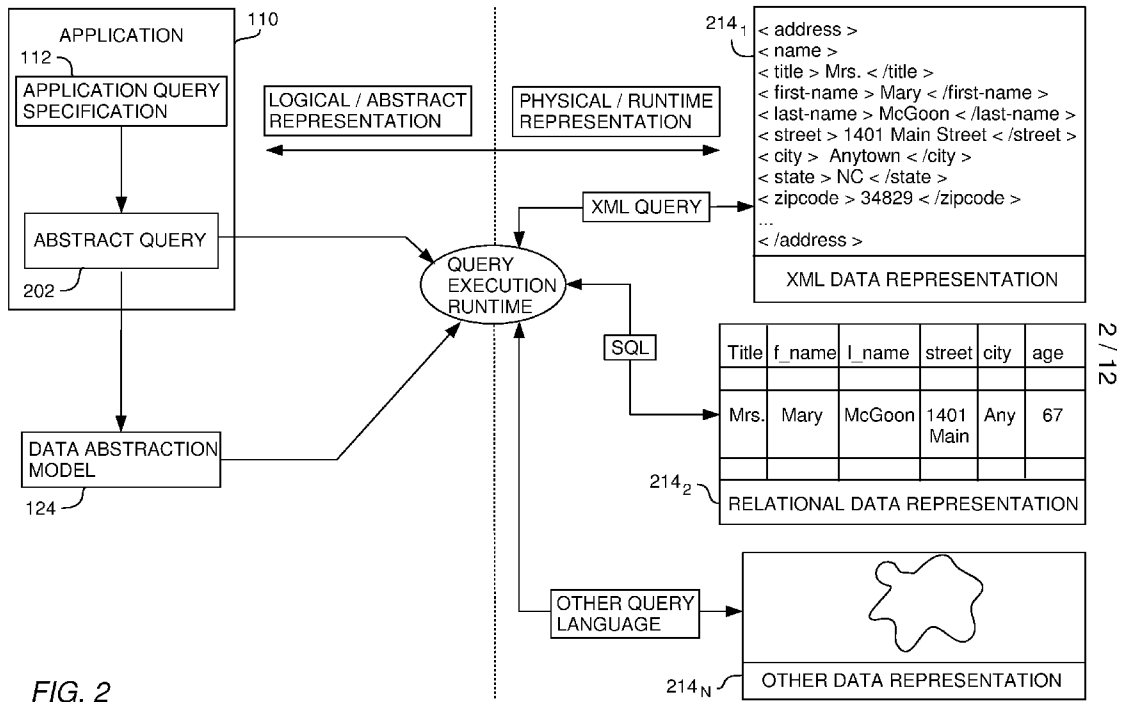 110
APPLICATION
112
APPLICATION QUERY
SPECIFICATION
ABSTRACT QUERY
202
DATA ABSTRACTION
MODEL
124
LOGICAL / ABSTRACT
REPRESENTATION
PHYSICAL / RUNTIME
REPRESENTATION
QUERY
EXECUTION
RUNTIME
XML QUERY
SQL
OTHER QUERY
LANGUAGE
214₁
< address >
< name >
< title > Mrs. < /title >
< first-name > Mary < /first-name >
< last-name > McGoon < /last-name >
< street > 1401 Main Street < /street >
< city > Anytown < /city >
< state > NC < /state >
< zipcode > 34829 < /zipcode >
...
< /address >
XML DATA REPRESENTATION
Title f_name l_name street city age
Mrs. Mary McGoon 1401 Any 67
Main
214₂
RELATIONAL DATA REPRESENTATION
2 / 12
214N
OTHER DATA REPRESENTATION
FIG. 2